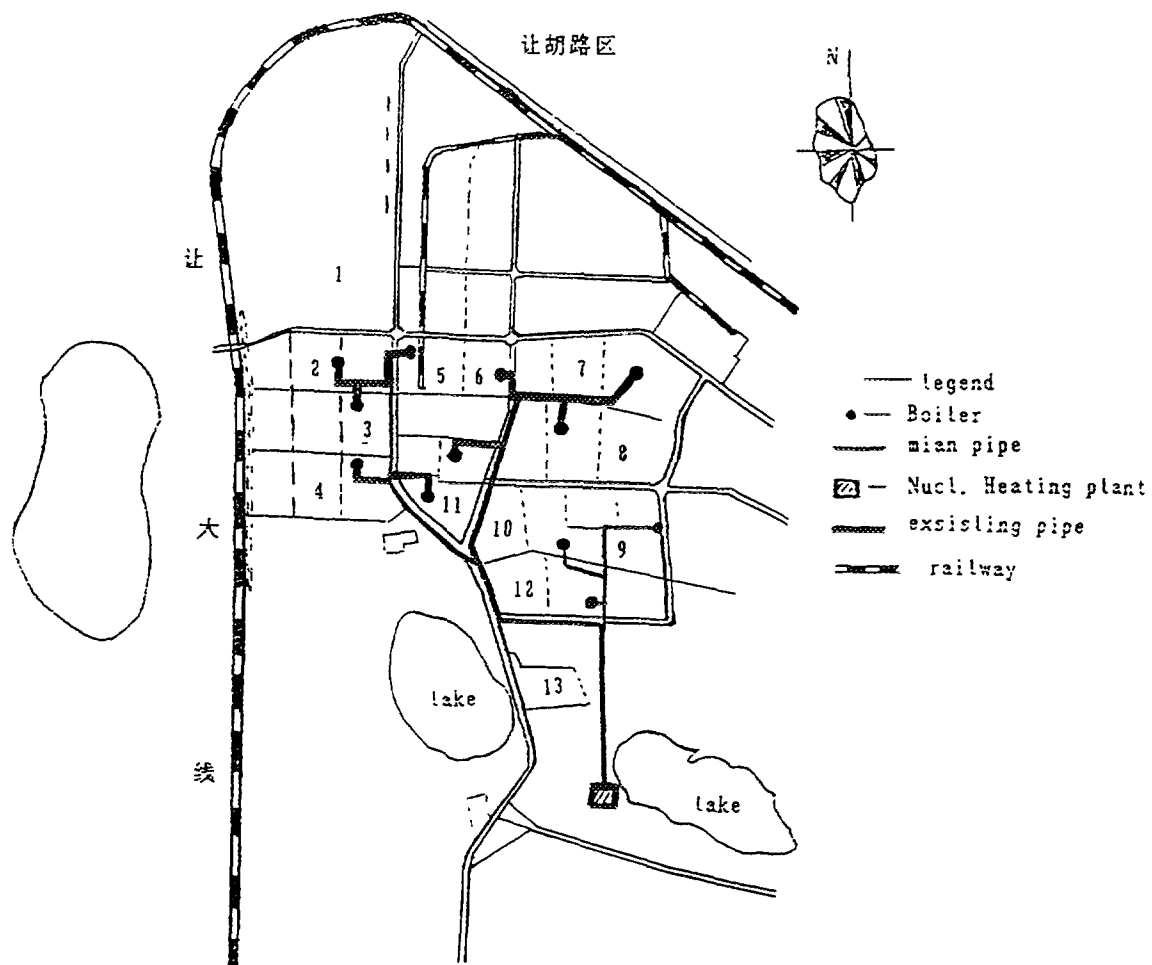 让胡路区
N
让
1
2
5
6
7
3
8
4
11
10
9
大
12
13
lake
线
lake
legend
Boiler
mian pipe
Nucl. Heating plant
exsistling pipe
railway